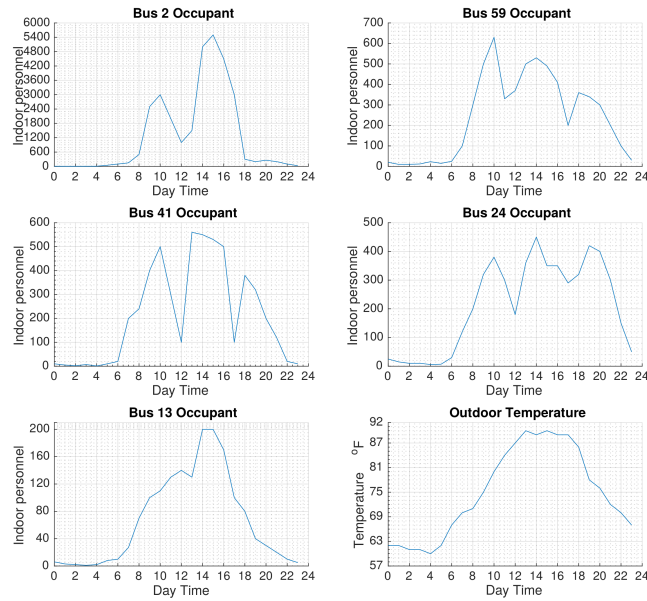 Bus 2 Occupant
Indoor personnel
6000
5400
4800
4200
3600
3000
2400
1800
1200
600
0
0 2 4 6 8 10 12 14 16 18 20 22 24
Day Time
Bus 59 Occupant
Indoor personnel
700
600
500
400
300
200
100
0
0 2 4 6 8 10 12 14 16 18 20 22 24
Day Time
Bus 41 Occupant
Indoor personnel
600
500
400
300
200
100
0
0 2 4 6 8 10 12 14 16 18 20 22 24
Day Time
Bus 24 Occupant
Indoor personnel
500
400
300
200
100
0
0 2 4 6 8 10 12 14 16 18 20 22 24
Day Time
Bus 13 Occupant
Indoor personnel
200
160
120
80
40
0
0 2 4 6 8 10 12 14 16 18 20 22 24
Day Time
Outdoor Temperature
Temperature °F
92
87
81
75
69
63
57
0 2 4 6 8 10 12 14 16 18 20 22 24
Day Time